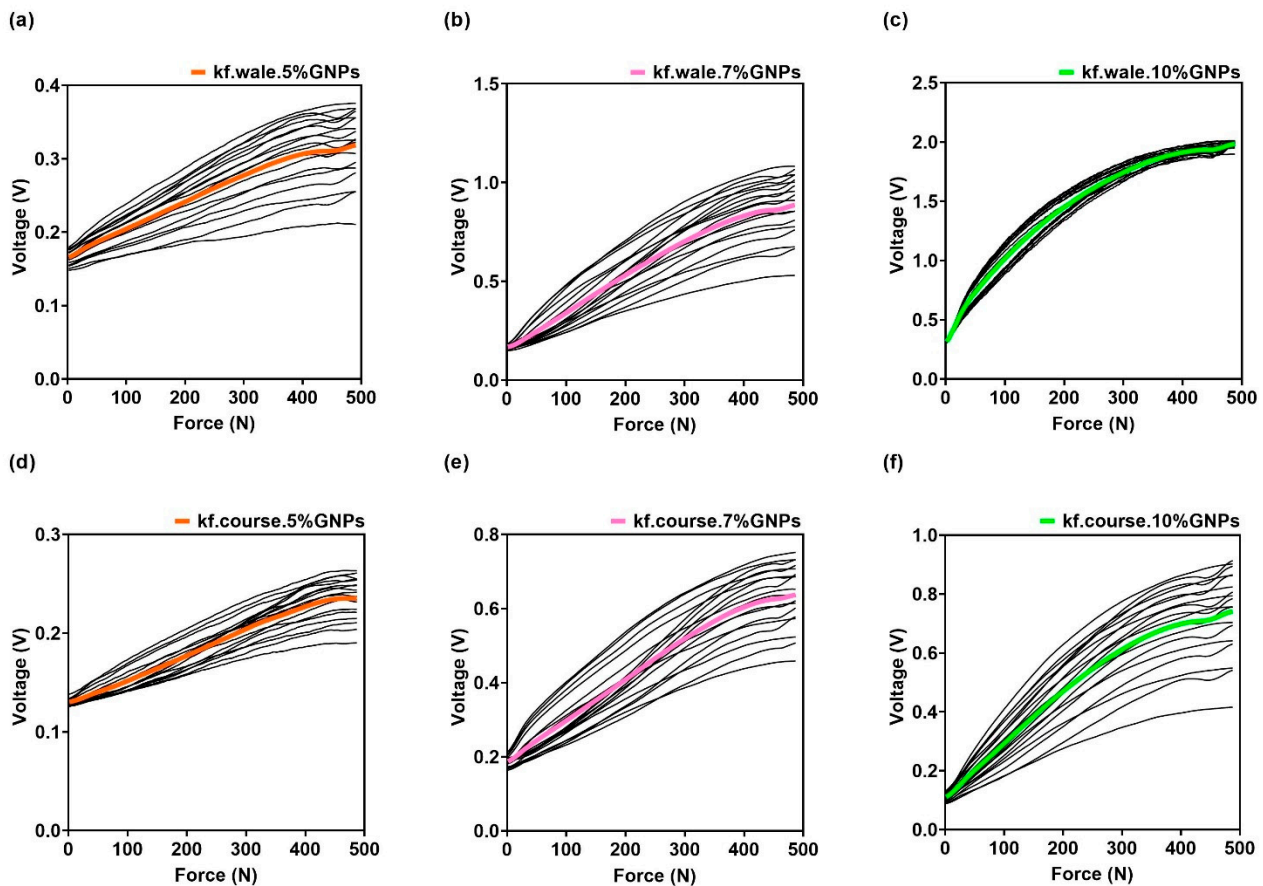 (a)
(b)
(c)
kf.wale.5%GNPs
kf.wale.7%GNPs
kf.wale.10%GNPs
0.4
0.3
0.2
0.1
0.0
Voltage (V)
0 100 200 300 400 500
Force (N)
1.5
1.0
0.5
0.0
Voltage (V)
0 100 200 300 400 500
Force (N)
2.5
2.0
1.5
1.0
0.5
0.0
Voltage (V)
0 100 200 300 400 500
Force (N)
(d)
(e)
(f)
kf.course.5%GNPs
kf.course.7%GNPs
kf.course.10%GNPs
0.3
0.2
0.1
0.0
Voltage (V)
0 100 200 300 400 500
Force (N)
0.8
0.6
0.4
0.2
0.0
Voltage (V)
0 100 200 300 400 500
Force (N)
1.0
0.8
0.6
0.4
0.2
0.0
Voltage (V)
0 100 200 300 400 500
Force (N)